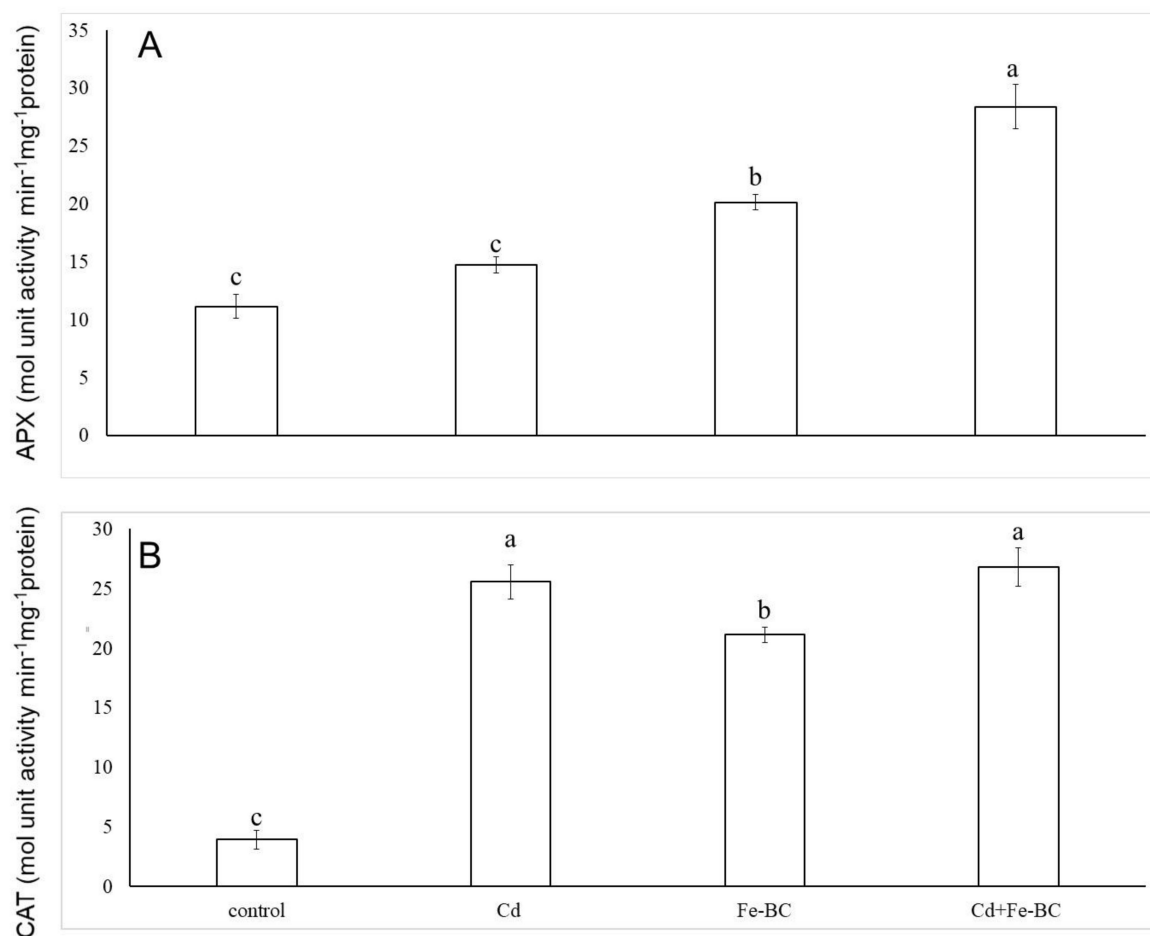 A
APX (mol unit activity min⁻¹mg⁻¹protein)
35
30
25
20
15
10
5
0
c
c
b
a
B
CAT (mol unit activity min⁻¹mg⁻¹protein)
30
25
20
15
10
5
0
c
a
b
a
control Cd Fe-BC Cd+Fe-BC